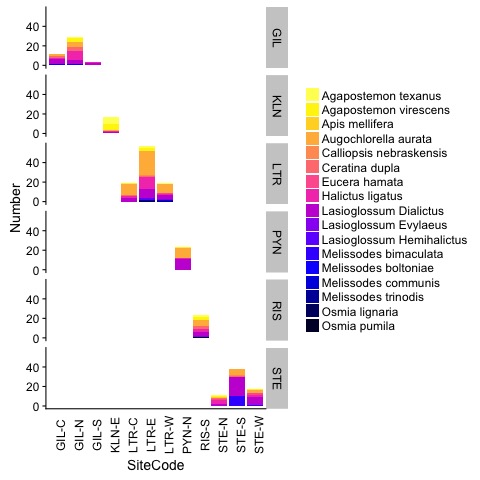 Number
40
20
0
GIL
40
20
0
KLN
40
20
0
LTR
40
20
0
PYN
40
20
0
RIS
40
20
0
STE
GIL-C
GIL-N
GIL-S
KLN-E
LTR-C
LTR-E
LTR-W
PYN-N
RIS-S
STE-N
STE-S
STE-W
SiteCode
Agapostemon texanus
Agapostemon virescens
Apis mellifera
Augochlorella aurata
Calliopsis nebraskensis
Ceratina dupla
Eucera hamata
Halictus ligatus
Lasioglossum Dialictus
Lasioglossum Evylaeus
Lasioglossum Hemihalictus
Melissodes bimaculata
Melissodes boltoniae
Melissodes communis
Melissodes trinodis
Osmia lignaria
Osmia pumila